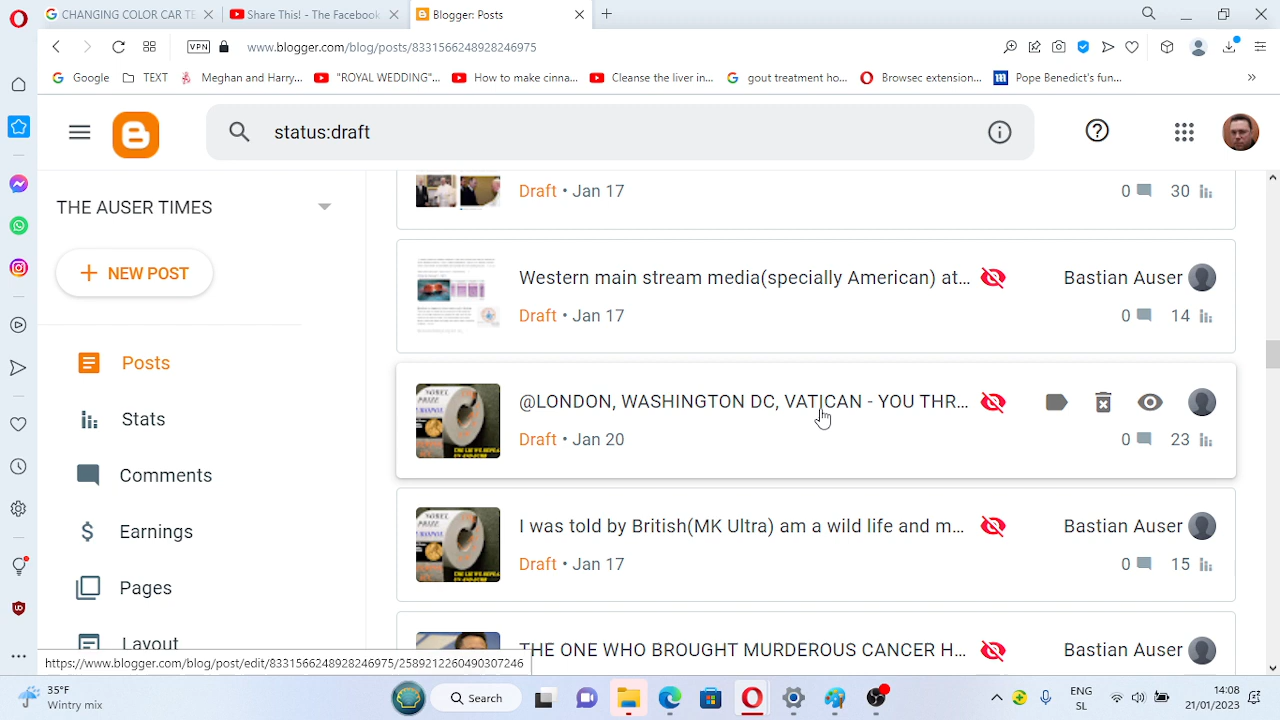 CHANGING COLOR CAR TE
Share This! - The Facebook
Blogger: Posts
VPN
www.blogger.com/blog/posts/8331566248928246975
Google
TEXT
Meghan and Harry...
"ROYAL WEDDING"...
How to make cinna...
Cleanse the liver in...
gout treatment ho...
Browsec extension...
Pope Benedict's fun...
status:draft
THE AUSER TIMES
NEW POST
Posts
Stats
Comments
Earnings
Pages
Layout
Draft • Jan 17
0
30
Western main stream media(specially American) at...
Bastian Auser
Draft • Jan 17
0
14
@LONDON, WASHINGTON DC, VATICAN - YOU THR...
Draft • Jan 20
0
23
I was told by British(MK Ultra) am a wild life and m...
Bastian Auser
Draft • Jan 17
0
15
THE ONE WHO BROUGHT MURDEROUS CANCER H...
Bastian Auser
https://www.blogger.com/blog/post/edit/8331566248928246975/2589212260490307246
35°F
Wintry mix
Search
ENG
SL
14:08
21/01/2023